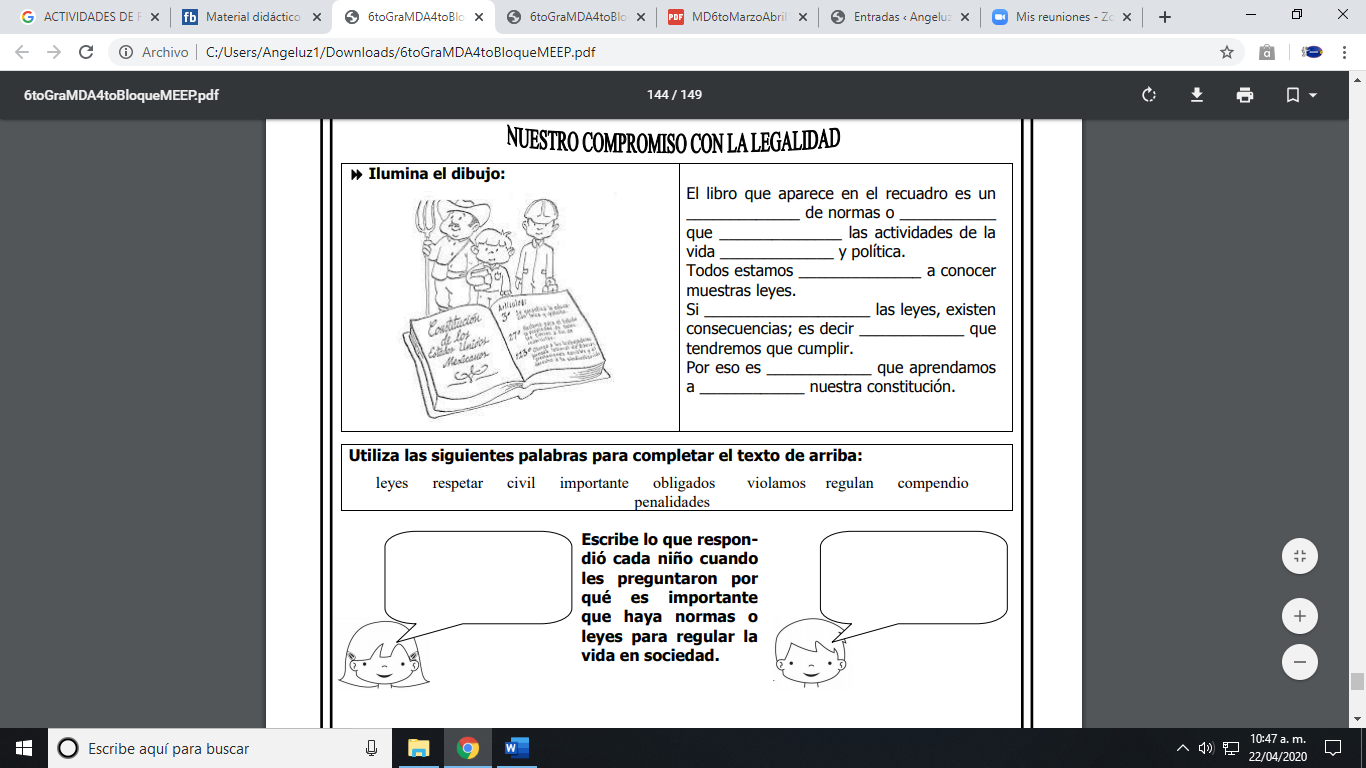 ACTIVIDADES DE F
Material didáctico
6toGraMDA4toBlo
6toGraMDA4toBlo
MD6toMarzoAbril
Entradas ‹ Angeluz
Mis reuniones - Zo
Archivo
C:/Users/Angeluz1/Downloads/6toGraMDA4toBloqueMEEP.pdf
6toGraMDA4toBloqueMEEP.pdf
144 / 149
NUESTRO COMPROMISO CON LA LEGALIDAD
Ilumina el dibujo:
Constitución
de los
Estados Unidos
Mexicanos
Artículos:
3º
27º
123º
El libro que aparece en el recuadro es un
_____________ de normas o ___________
que ______________ las actividades de la
vida _____________ y política.
Todos estamos ______________ a conocer
muestras leyes.
Si ___________________ las leyes, existen
consecuencias; es decir ____________ que
tendremos que cumplir.
Por eso es ____________ que aprendamos
a ____________ nuestra constitución.
Utiliza las siguientes palabras para completar el texto de arriba:
leyes respetar civil importante obligados violamos regulan compendio
penalidades
Escribe lo que respon-
dió cada niño cuando
les preguntaron por
qué es importante
que haya normas o
leyes para regular la
vida en sociedad.
Escribe aquí para buscar
10:47 a. m.
22/04/2020